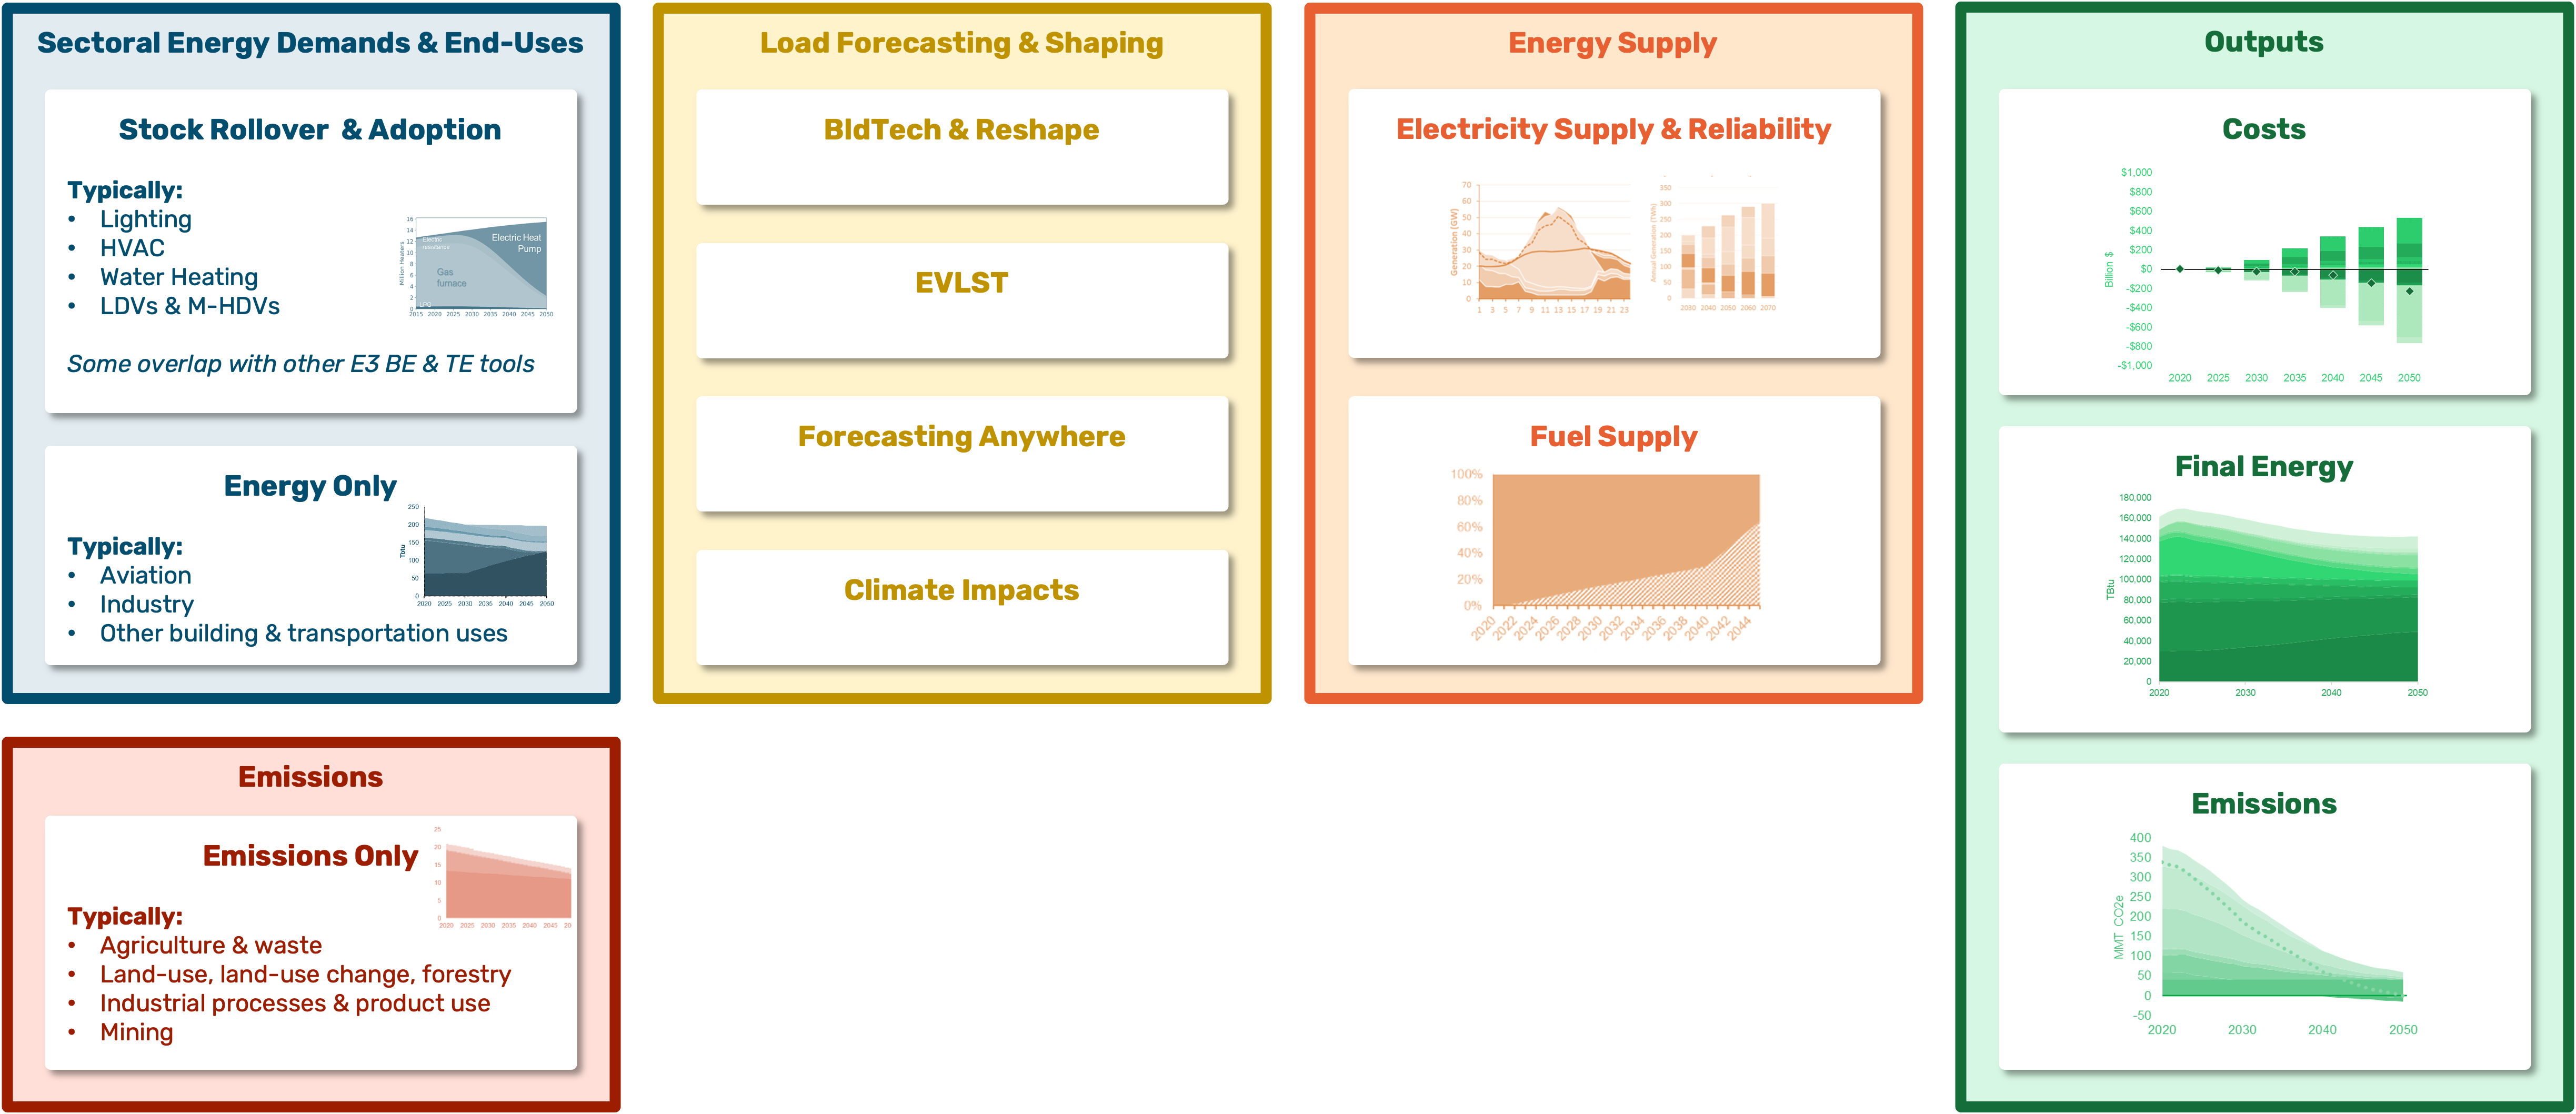 Sectoral Energy Demands & End-Uses
Stock Rollover & Adoption
Typically:
• Lighting
• HVAC
• Water Heating
• LDVs & M-HDVs
Million Heaters
16
14
12
10
8
6
4
2
0
Electric resistance
Electric Heat Pump
Gas furnace
LPG
2015 2020 2025 2030 2035 2040 2045 2050
Some overlap with other E3 BE & TE tools
Energy Only
Typically:
• Aviation
• Industry
• Other building & transportation uses
Tbtu
250
200
150
100
50
0
2020 2025 2030 2035 2040 2045 2050
Emissions
Emissions Only
Typically:
• Agriculture & waste
• Land-use, land-use change, forestry
• Industrial processes & product use
• Mining
25
20
15
10
5
0
2020 2025 2030 2035 2040 2045 20
Load Forecasting & Shaping
BldTech & Reshape
EVLST
Forecasting Anywhere
Climate Impacts
Energy Supply
Electricity Supply & Reliability
Generation (GW)
70
60
50
40
30
20
10
0
1 3 5 7 9 11 13 15 17 19 21 23
Annual Generation (TWh)
350
300
250
200
150
100
50
0
2030 2040 2050 2060 2070
Fuel Supply
100%
80%
60%
40%
20%
0%
2020 2022 2024 2026 2028 2030 2032 2034 2036 2038 2040 2042 2044
Outputs
Costs
Billion $
$1,000
$800
$600
$400
$200
$0
-$200
-$400
-$600
-$800
-$1,000
2020 2025 2030 2035 2040 2045 2050
Final Energy
TBtu
180,000
160,000
140,000
120,000
100,000
80,000
60,000
40,000
20,000
0
2020 2030 2040 2050
Emissions
MMT CO2e
400
350
300
250
200
150
100
50
0
-50
2020 2030 2040 2050